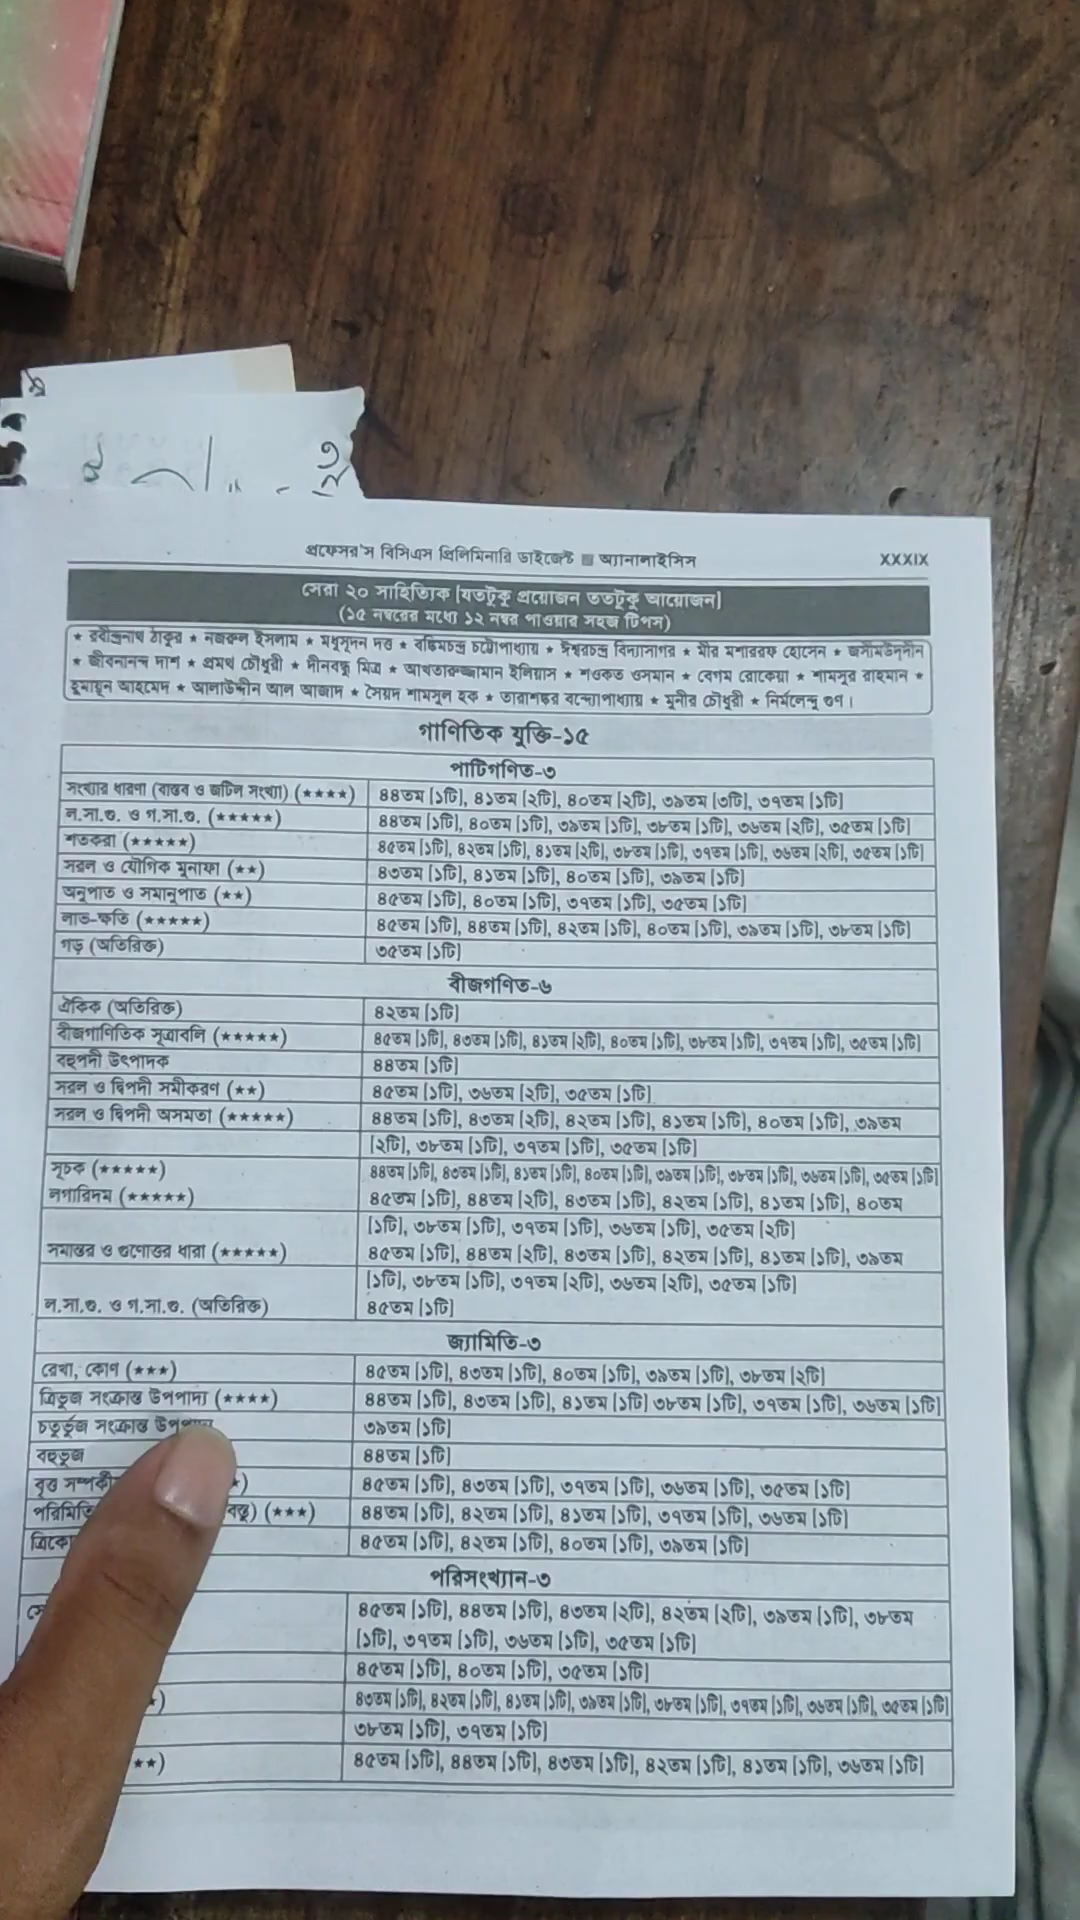 প্রফেসর'স বিসিএস প্রিলিমিনারি ডাইজেস্ট ■ অ্যানালাইসিস XXXIX
সেরা ২০ সাহিত্যিক [যতটুকু প্রয়োজন ততটুকু আয়োজন]
(১৫ নম্বরের মধ্যে ১২ নম্বর পাওয়ার সহজ টিপস)
★ রবীন্দ্রনাথ ঠাকুর ★ নজরুল ইসলাম ★ মধুসূদন দত্ত ★ বঙ্কিমচন্দ্র চট্টোপাধ্যায় ★ ঈশ্বরচন্দ্র বিদ্যাসাগর ★ মীর মশাররফ হোসেন ★ জসীমউদ্‌দীন
★ জীবনানন্দ দাশ ★ প্রমথ চৌধুরী ★ দীনবন্ধু মিত্র ★ আখতারুজ্জামান ইলিয়াস ★ শওকত ওসমান ★ বেগম রোকেয়া ★ শামসুর রাহমান ★
হুমায়ূন আহমেদ ★ আলাউদ্দীন আল আজাদ ★ সৈয়দ শামসুল হক ★ তারাশঙ্কর বন্দ্যোপাধ্যায় ★ মুনীর চৌধুরী ★ নির্মলেন্দু গুণ।
গাণিতিক যুক্তি-১৫
পাটিগণিত-৩
সংখ্যার ধারণা (বাস্তব ও জটিল সংখ্যা) (★★★★) ৪৪তম [১টি], ৪১তম [২টি], ৪০তম [২টি], ৩৯তম [৩টি], ৩৭তম [১টি]
ল.সা.গু. ও গ.সা.গু. (★★★★★) ৪৪তম [১টি], ৪০তম [১টি], ৩৯তম [১টি], ৩৮তম [১টি], ৩৬তম [২টি], ৩৫তম [১টি]
শতকরা (★★★★★) ৪৫তম [১টি], ৪২তম [১টি], ৪১তম [২টি], ৩৮তম [১টি], ৩৭তম [১টি], ৩৬তম [২টি], ৩৫তম [১টি]
সরল ও যৌগিক মুনাফা (★★) ৪৩তম [১টি], ৪১তম [১টি], ৪০তম [১টি], ৩৯তম [১টি]
অনুপাত ও সমানুপাত (★★) ৪৫তম [১টি], ৪০তম [১টি], ৩৭তম [১টি], ৩৫তম [১টি]
লাভ-ক্ষতি (★★★★★) ৪৫তম [১টি], ৪৪তম [১টি], ৪২তম [১টি], ৪০তম [১টি], ৩৯তম [১টি], ৩৮তম [১টি]
গড় (অতিরিক্ত) ৩৫তম [১টি]
বীজগণিত-৬
ঐকিক (অতিরিক্ত) ৪২তম [১টি]
বীজগাণিতিক সূত্রাবলি (★★★★★) ৪৫তম [১টি], ৪৩তম [১টি], ৪১তম [২টি], ৪০তম [১টি], ৩৮তম [১টি], ৩৭তম [১টি], ৩৫তম [১টি]
বহুপদী উৎপাদক ৪৪তম [১টি]
সরল ও দ্বিপদী সমীকরণ (★★) ৪৫তম [১টি], ৩৬তম [২টি], ৩৫তম [১টি]
সরল ও দ্বিপদী অসমতা (★★★★★) ৪৪তম [১টি], ৪৩তম [২টি], ৪২তম [১টি], ৪১তম [১টি], ৪০তম [১টি], ৩৯তম
[২টি], ৩৮তম [১টি], ৩৭তম [১টি], ৩৫তম [১টি]
সূচক (★★★★★) ৪৪তম [১টি], ৪৩তম [১টি], ৪১তম [১টি], ৪০তম [১টি], ৩৯তম [১টি], ৩৮তম [১টি], ৩৬তম [১টি], ৩৫তম [১টি]
লগারিদম (★★★★★) ৪৫তম [১টি], ৪৪তম [২টি], ৪৩তম [১টি], ৪২তম [১টি], ৪১তম [১টি], ৪০তম
[১টি], ৩৮তম [১টি], ৩৭তম [১টি], ৩৬তম [১টি], ৩৫তম [২টি]
সমান্তর ও গুণোত্তর ধারা (★★★★★) ৪৫তম [১টি], ৪৪তম [২টি], ৪৩তম [১টি], ৪২তম [১টি], ৪১তম [১টি], ৩৯তম
[১টি], ৩৮তম [১টি], ৩৭তম [২টি], ৩৬তম [২টি], ৩৫তম [১টি]
ল.সা.গু. ও গ.সা.গু. (অতিরিক্ত) ৪৫তম [১টি]
জ্যামিতি-৩
রেখা, কোণ (★★★) ৪৫তম [১টি], ৪৩তম [১টি], ৪০তম [১টি], ৩৯তম [১টি], ৩৮তম [২টি]
ত্রিভুজ সংক্রান্ত উপপাদ্য (★★★★) ৪৪তম [১টি], ৪৩তম [১টি], ৪১তম [১টি] ৩৮তম [১টি], ৩৭তম [১টি], ৩৬তম [১টি]
চতুর্ভুজ সংক্রান্ত ৩৯তম [১টি]
বহুভুজ ৪৪তম [১টি]
বৃত্ত ★) ৪৫তম [১টি], ৪৩তম [১টি], ৩৭তম [১টি], ৩৬তম [১টি], ৩৫তম [১টি]
পরিমিতি বস্তু) (★★★) ৪৪তম [১টি], ৪২তম [১টি], ৪১তম [১টি], ৩৭তম [১টি], ৩৬তম [১টি]
ত্রিকো ৪৫তম [১টি], ৪২তম [১টি], ৪০তম [১টি], ৩৯তম [১টি]
পরিসংখ্যান-৩
সে ৪৫তম [১টি], ৪৪তম [১টি], ৪৩তম [২টি], ৪২তম [২টি], ৩৯তম [১টি], ৩৮তম
[১টি], ৩৭তম [১টি], ৩৬তম [১টি], ৩৫তম [১টি]
৪৫তম [১টি], ৪০তম [১টি], ৩৫তম [১টি]
★) ৪৩তম [১টি], ৪২তম [১টি], ৪১তম [১টি], ৩৯তম [১টি], ৩৮তম [১টি], ৩৭তম [১টি], ৩৬তম [১টি], ৩৫তম [১টি]
৩৮তম [১টি], ৩৭তম [১টি]
★★) ৪৫তম [১টি], ৪৪তম [১টি], ৪৩তম [১টি], ৪২তম [১টি], ৪১তম [১টি], ৩৬তম [১টি]